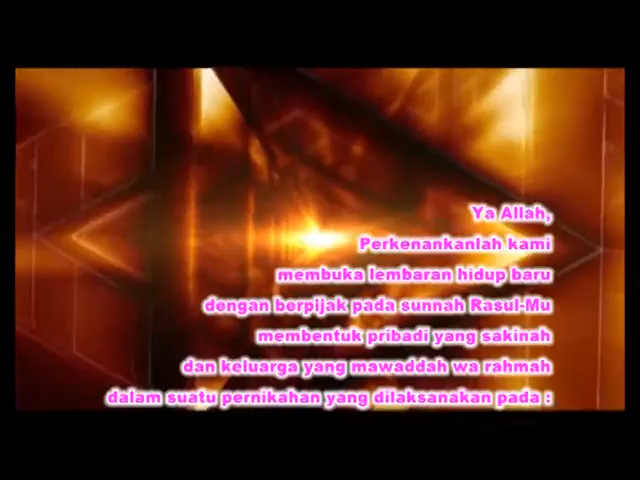 Ya Allah,
Perkenankanlah kami
membuka lembaran hidup baru
dengan berpijak pada sunnah Rasul-Mu
membentuk pribadi yang sakinah
dan keluarga yang mawaddah wa rahmah
dalam suatu pernikahan yang dilaksanakan pada :